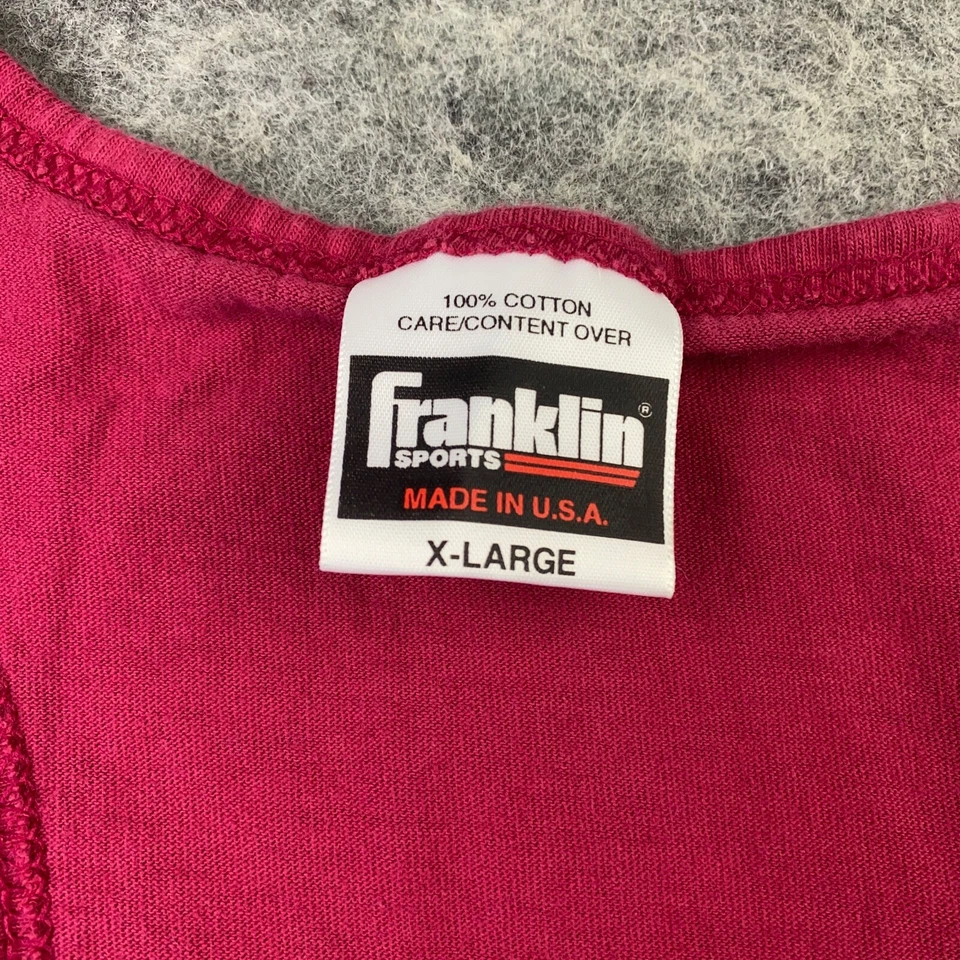 100% COTTON
CARE/CONTENT OVER
franklin ®
SPORTS
MADE IN U.S.A.
X-LARGE